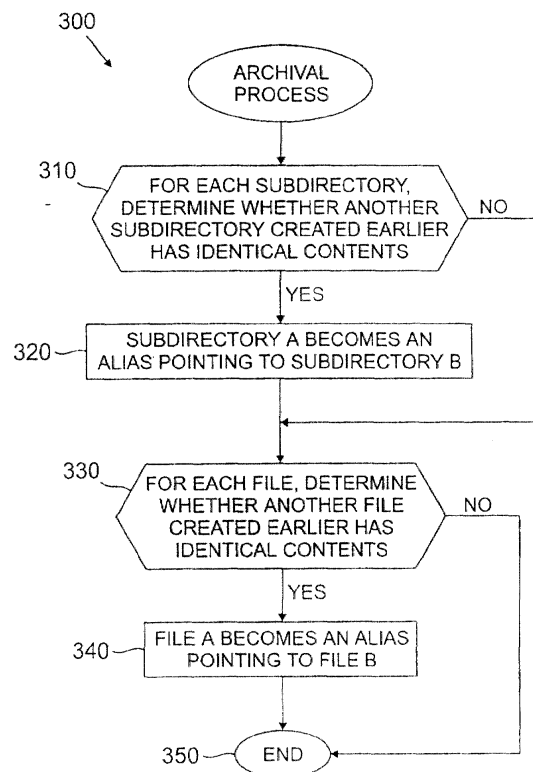 300
ARCHIVAL
PROCESS
310
FOR EACH SUBDIRECTORY,
DETERMINE WHETHER ANOTHER
SUBDIRECTORY CREATED EARLIER
HAS IDENTICAL CONTENTS
NO
YES
320
SUBDIRECTORY A BECOMES AN
ALIAS POINTING TO SUBDIRECTORY B
330
FOR EACH FILE, DETERMINE
WHETHER ANOTHER FILE
CREATED EARLIER HAS
IDENTICAL CONTENTS
NO
YES
340
FILE A BECOMES AN ALIAS
POINTING TO FILE B
350
END